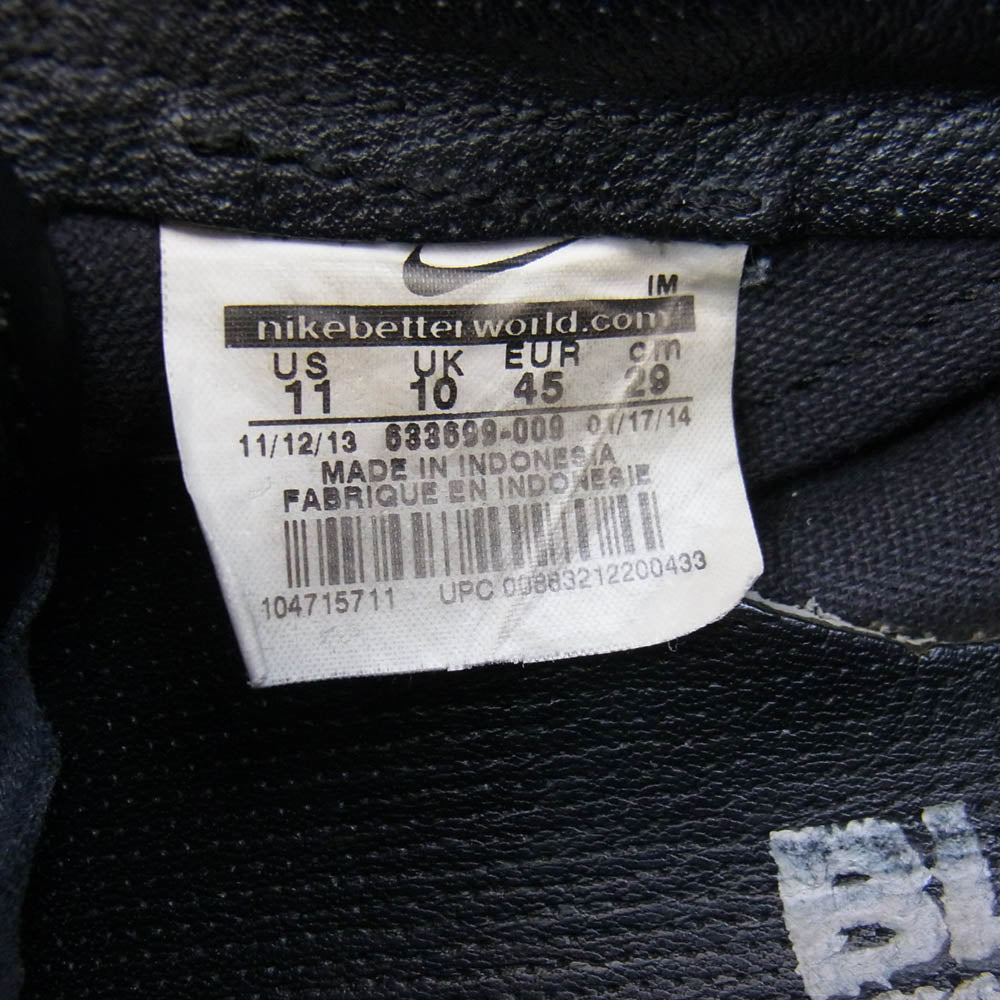 IM
nikebetterworld.com
US UK EUR cm
11 10 45 29
11/12/13 633699-009 01/17/14
MADE IN INDONESIA
FABRIQUE EN INDONESIE
104715711 UPC 00883212200433
BL